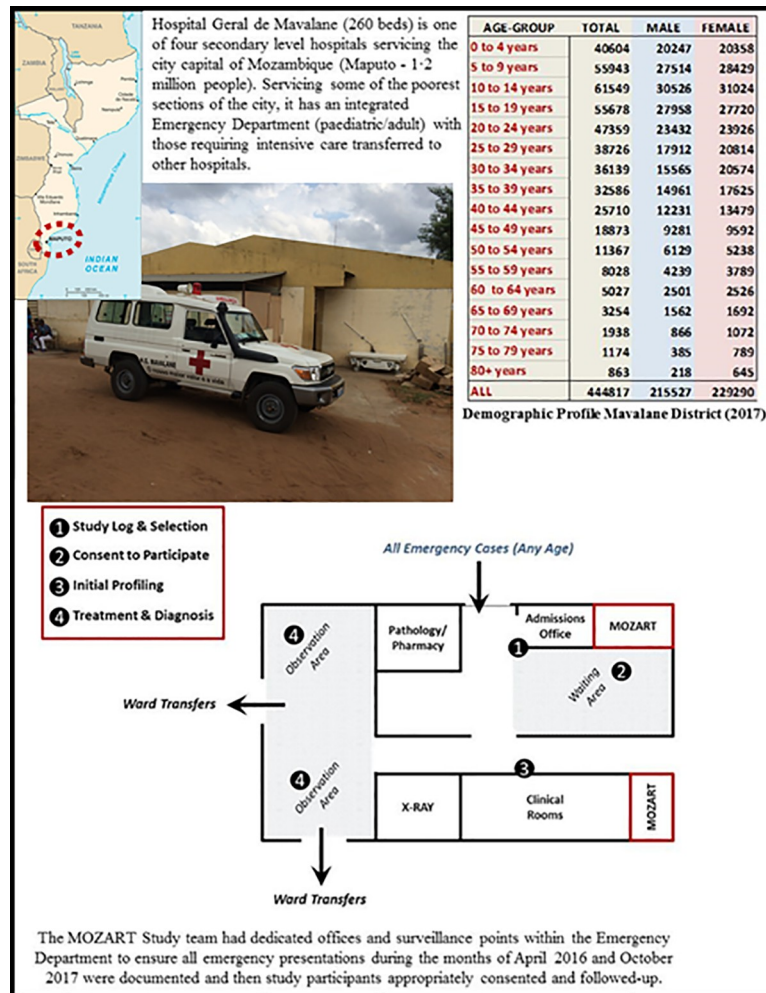 TANZANIA
ZAMBIA
ZIMBABWE
MAPUTO
SOUTH
AFRICA
INDIAN
OCEAN
Hospital Geral de Mavalane (260 beds) is one
of four secondary level hospitals servicing the
city capital of Mozambique (Maputo - 1·2
million people). Servicing some of the poorest
sections of the city, it has an integrated
Emergency Department (paediatric/adult) with
those requiring intensive care transferred to
other hospitals.
AGE-GROUP TOTAL MALE FEMALE
0 to 4 years 40604 20247 20358
5 to 9 years 55943 27514 28429
10 to 14 years 61549 30526 31024
15 to 19 years 55678 27958 27720
20 to 24 years 47359 23432 23926
25 to 29 years 38726 17912 20814
30 to 34 years 36139 15565 20574
35 to 39 years 32586 14961 17625
40 to 44 years 25710 12231 13479
45 to 49 years 18873 9281 9592
50 to 54 years 11367 6129 5238
55 to 59 years 8028 4239 3789
60 to 64 years 5027 2501 2526
65 to 69 years 3254 1562 1692
70 to 74 years 1938 866 1072
75 to 79 years 1174 385 789
80+ years 863 218 645
ALL 444817 215527 229290
Demographic Profile Mavalane District (2017)
H.G. MAVALANE
1 Study Log & Selection
2 Consent to Participate
3 Initial Profiling
4 Treatment & Diagnosis
All Emergency Cases (Any Age)
4
Observation
Area
Pathology/
Pharmacy
Admissions
Office
MOZART
1
2
Waiting
Area
Ward Transfers
4
Observation
Area
X-RAY
3
Clinical
Rooms
MOZART
Ward Transfers
The MOZART Study team had dedicated offices and surveillance points within the Emergency
Department to ensure all emergency presentations during the months of April 2016 and October
2017 were documented and then study participants appropriately consented and followed-up.